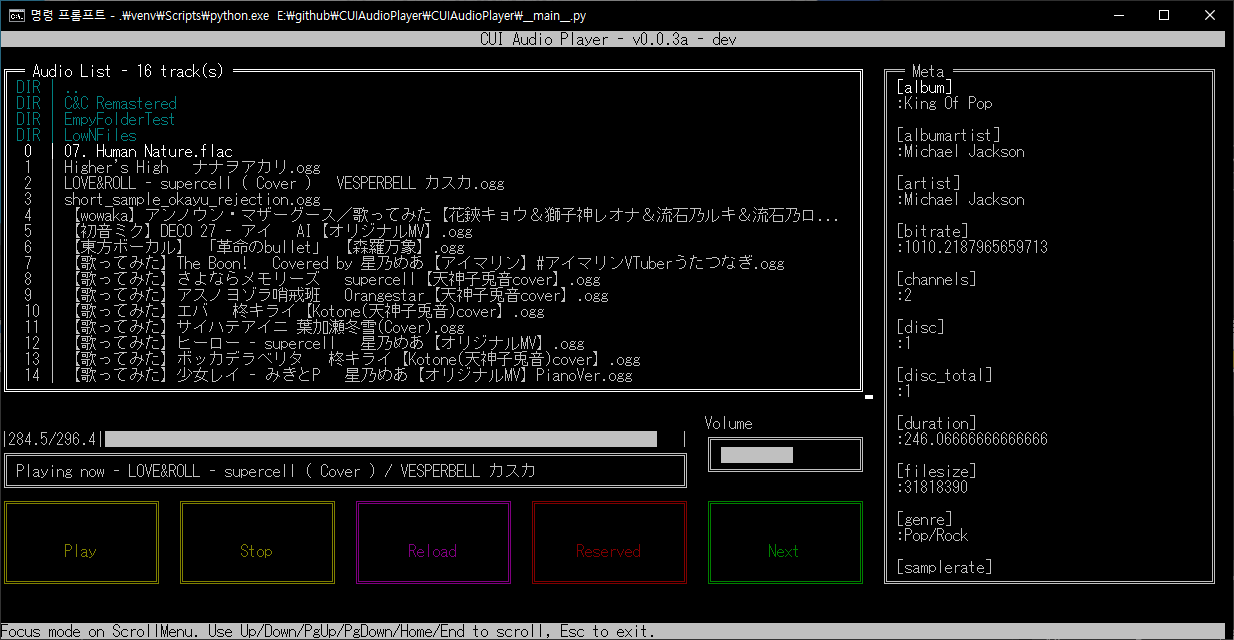 명령 프롬프트 - .\venv\Scripts\python.exe E:\github\CUIAudioPlayer\CUIAudioPlayer\__main__.py
CUI Audio Player - v0.0.3a - dev
Audio List - 16 track(s)
DIR | ..
DIR | C&C Remastered
DIR | EmpyFolderTest
DIR | LowNFiles
0 | 07. Human Nature.flac
1 | Higher's High ナナヲアカリ.ogg
2 | LOVE&ROLL - supercell ( Cover ) VESPERBELL カスカ.ogg
3 | short_sample_okayu_rejection.ogg
4 | 【wowaka】アンノウン・マザーグース／歌ってみた【花鋏キョウ＆獅子神レオナ＆流石乃ルキ＆流石乃ロ...
5 | 【初音ミク】DECO 27 - アイ AI【オリジナルMV】.ogg
6 | 【東方ボーカル】 「革命のbullet」 【森羅万象】.ogg
7 | 【歌ってみた】The Boon! Covered by 星乃めあ【アイマリン】#アイマリンVTuberうたつなぎ.ogg
8 | 【歌ってみた】さよならメモリーズ supercell【天神子兎音cover】.ogg
9 | 【歌ってみた】アスノヨゾラ哨戒班 Orangestar【天神子兎音cover】.ogg
10 | 【歌ってみた】エバ 柊キライ【Kotone(天神子兎音)cover】.ogg
11 | 【歌ってみた】サイハテアイニ 葉加瀬冬雪(Cover).ogg
12 | 【歌ってみた】ヒーロー - supercell 星乃めあ【オリジナルMV】.ogg
13 | 【歌ってみた】ボッカデラベリタ 柊キライ【Kotone(天神子兎音)cover】.ogg
14 | 【歌ってみた】少女レイ - みきとP 星乃めあ【オリジナルMV】PianoVer.ogg
Meta
[album]
:King Of Pop
[albumartist]
:Michael Jackson
[artist]
:Michael Jackson
[bitrate]
:1010.2187965659713
[channels]
:2
[disc]
:1
[disc_total]
:1
[duration]
:246.06666666666666
[filesize]
:31818390
[genre]
:Pop/Rock
[samplerate]
Volume
|284.5/296.4| |
Playing now - LOVE&ROLL - supercell ( Cover ) / VESPERBELL カスカ
Play
Stop
Reload
Reserved
Next
Focus mode on ScrollMenu. Use Up/Down/PgUp/PgDown/Home/End to scroll, Esc to exit.